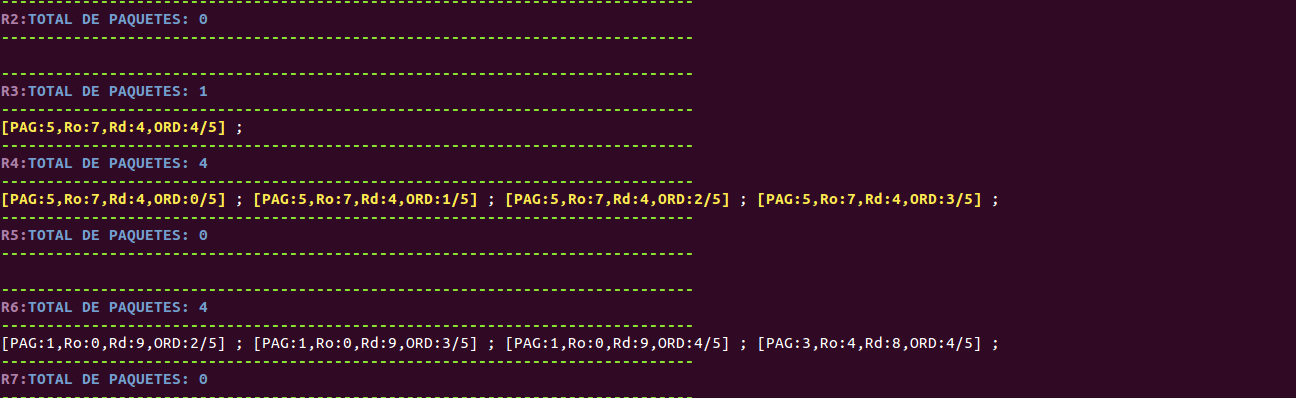 -----------------------------------------------------------------------------
R2:TOTAL DE PAQUETES: 0
-----------------------------------------------------------------------------
-----------------------------------------------------------------------------
R3:TOTAL DE PAQUETES: 1
-----------------------------------------------------------------------------
[PAG:5,Ro:7,Rd:4,ORD:4/5] ;
-----------------------------------------------------------------------------
R4:TOTAL DE PAQUETES: 4
-----------------------------------------------------------------------------
[PAG:5,Ro:7,Rd:4,ORD:0/5] ; [PAG:5,Ro:7,Rd:4,ORD:1/5] ; [PAG:5,Ro:7,Rd:4,ORD:2/5] ; [PAG:5,Ro:7,Rd:4,ORD:3/5] ;
-----------------------------------------------------------------------------
R5:TOTAL DE PAQUETES: 0
-----------------------------------------------------------------------------
-----------------------------------------------------------------------------
R6:TOTAL DE PAQUETES: 4
-----------------------------------------------------------------------------
[PAG:1,Ro:0,Rd:9,ORD:2/5] ; [PAG:1,Ro:0,Rd:9,ORD:3/5] ; [PAG:1,Ro:0,Rd:9,ORD:4/5] ; [PAG:3,Ro:4,Rd:8,ORD:4/5] ;
-----------------------------------------------------------------------------
R7:TOTAL DE PAQUETES: 0
-----------------------------------------------------------------------------